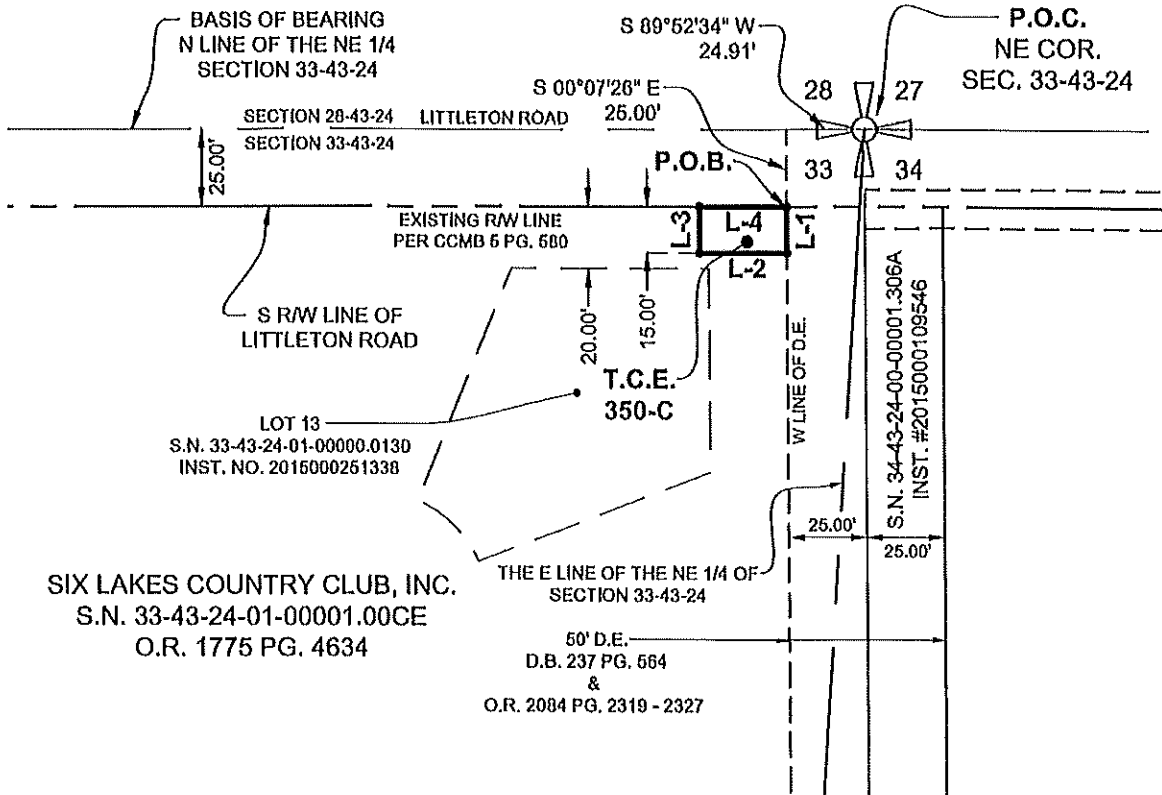 BASIS OF BEARING
N LINE OF THE NE 1/4
SECTION 33-43-24
S 89°52'34" W
24.91'
P.O.C.
NE COR.
SEC. 33-43-24
S 00°07'26" E
25.00'
28
27
33
34
SECTION 28-43-24
LITTLETON ROAD
SECTION 33-43-24
25.00'
P.O.B.
EXISTING R/W LINE
PER CCMB 5 PG. 580
L-3
L-4
L-1
L-2
S R/W LINE OF
LITTLETON ROAD
20.00'
15.00'
T.C.E.
350-C
W LINE OF D.E.
S.N. 34-43-24-00-00001.306A
INST. #2015000109546
LOT 13
S.N. 33-43-24-01-00000.0130
INST. NO. 2015000251338
25.00'
25.00'
THE E LINE OF THE NE 1/4 OF
SECTION 33-43-24
SIX LAKES COUNTRY CLUB, INC.
S.N. 33-43-24-01-00001.00CE
O.R. 1775 PG. 4634
50' D.E.
D.B. 237 PG. 564
&
O.R. 2084 PG. 2319 - 2327